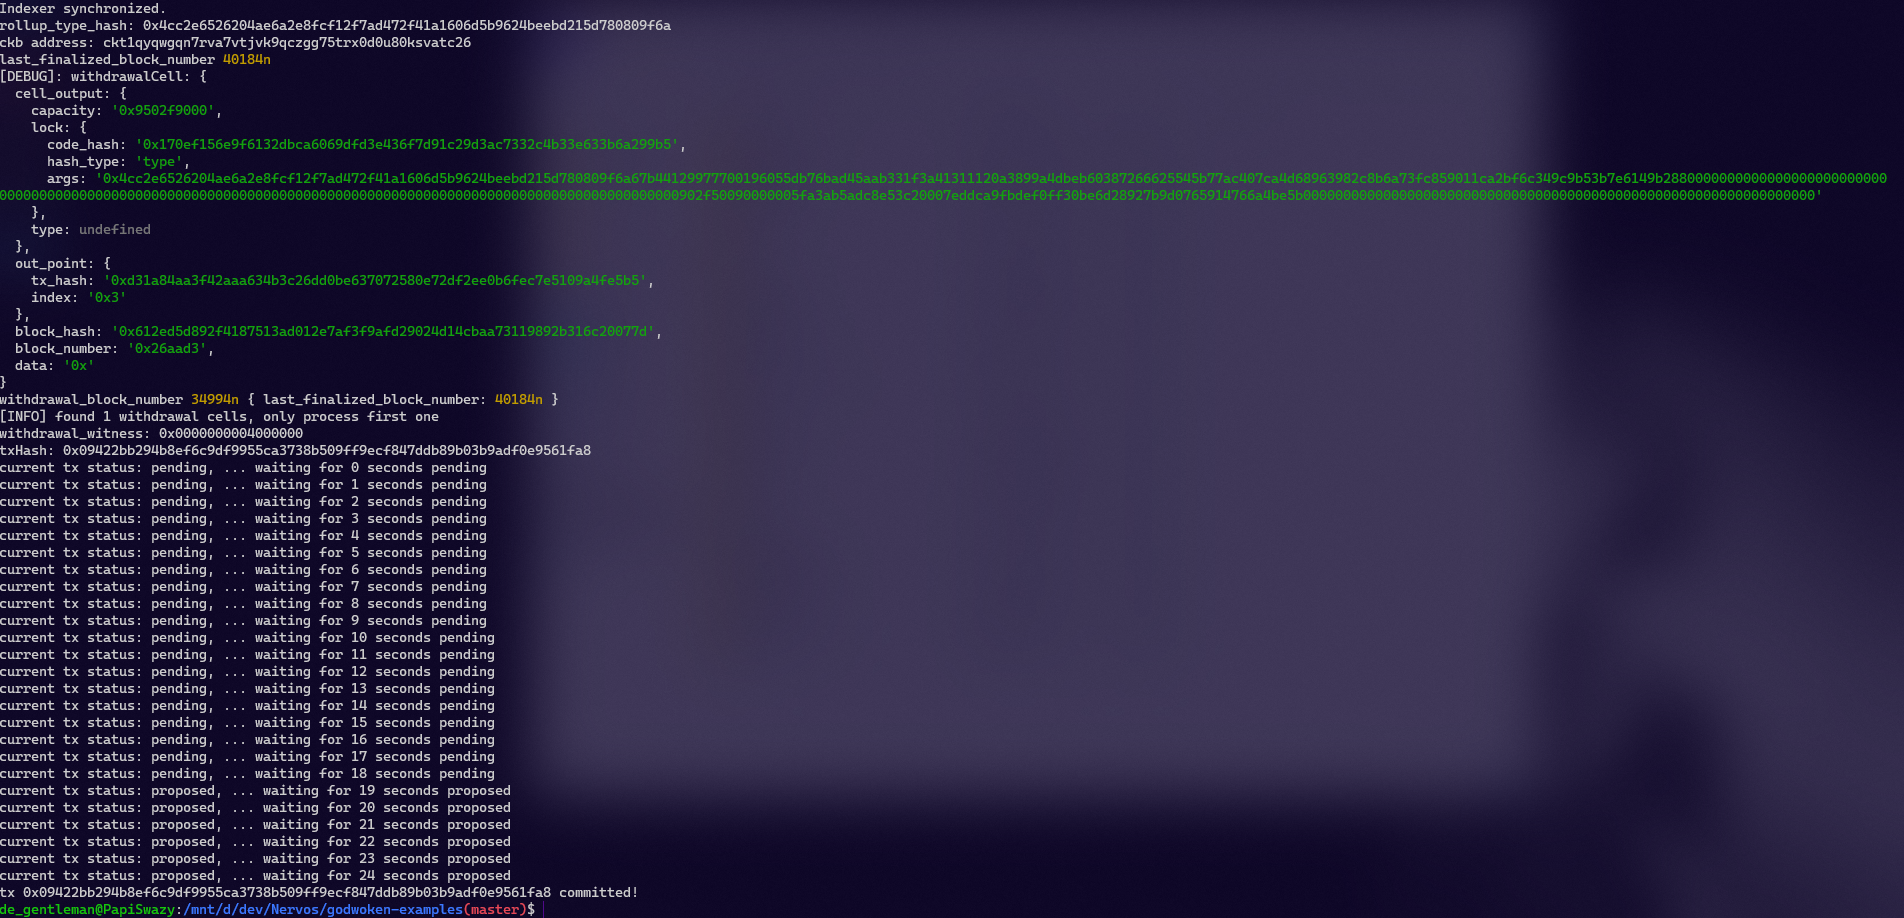 Indexer synchronized.
rollup_type_hash: 0x4cc2e6526204ae6a2e8fcf12f7ad472f41a1606d5b9624beebd215d780809f6a
ckb address: ckt1qyqwgqn7rva7vtjvk9qczgg75trx0d0u80ksvatc26
last_finalized_block_number 40184n
[DEBUG]: withdrawalCell: {
  cell_output: {
    capacity: '0x9502f9000',
    lock: {
      code_hash: '0x170ef156e9f6132dbca6069dfd3e436f7d91c29d3ac7332c4b33e633b6a299b5',
      hash_type: 'type',
      args:
    },
    type: undefined
  },
  out_point: {
    tx_hash: '0xd31a84aa3f42aaa634b3c26dd0be637072580e72df2ee0b6fec7e5109a4fe5b5',
    index: '0x3'
  },
  block_hash: '0x612ed5d892f4187513ad012e7af3f9afd29024d14cbaa73119892b316c20077d',
  block_number: '0x26aad3',
  data: '0x'
}
withdrawal_block_number 34994n { last_finalized_block_number: 40184n }
[INFO] found 1 withdrawal cells, only process first one
withdrawal_witness: 0x0000000004000000
txHash: 0x09422bb294b8ef6c9df9955ca3738b509ff9ecf847ddb89b03b9adf0e9561fa8
current tx status: pending, ... waiting for 0 seconds pending
current tx status: pending, ... waiting for 1 seconds pending
current tx status: pending, ... waiting for 2 seconds pending
current tx status: pending, ... waiting for 3 seconds pending
current tx status: pending, ... waiting for 4 seconds pending
current tx status: pending, ... waiting for 5 seconds pending
current tx status: pending, ... waiting for 6 seconds pending
current tx status: pending, ... waiting for 7 seconds pending
current tx status: pending, ... waiting for 8 seconds pending
current tx status: pending, ... waiting for 9 seconds pending
current tx status: pending, ... waiting for 10 seconds pending
current tx status: pending, ... waiting for 11 seconds pending
current tx status: pending, ... waiting for 12 seconds pending
current tx status: pending, ... waiting for 13 seconds pending
current tx status: pending, ... waiting for 14 seconds pending
current tx status: pending, ... waiting for 15 seconds pending
current tx status: pending, ... waiting for 16 seconds pending
current tx status: pending, ... waiting for 17 seconds pending
current tx status: pending, ... waiting for 18 seconds pending
current tx status: proposed, ... waiting for 19 seconds proposed
current tx status: proposed, ... waiting for 20 seconds proposed
current tx status: proposed, ... waiting for 21 seconds proposed
current tx status: proposed, ... waiting for 22 seconds proposed
current tx status: proposed, ... waiting for 23 seconds proposed
current tx status: proposed, ... waiting for 24 seconds proposed
tx 0x09422bb294b8ef6c9df9955ca3738b509ff9ecf847ddb89b03b9adf0e9561fa8 committed!
de_gentleman@PapiSwazy:/mnt/d/dev/Nervos/godwoken-examples(master)$